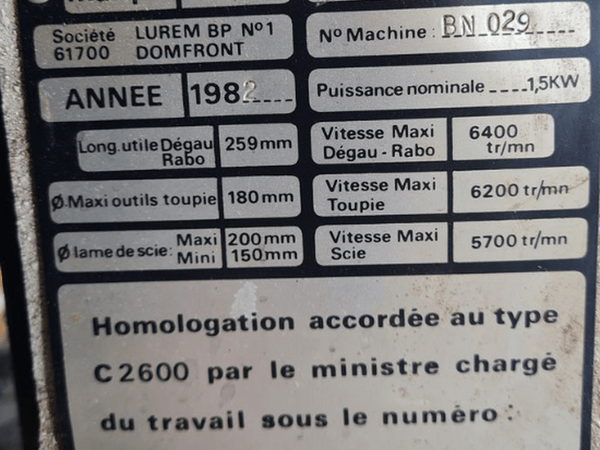 Société LUREM BP Nº1
61700 DOMFRONT
Nº Machine : BN 029
ANNEE 1982
Puissance nominale 1,5KW
Long.utile Dégau Rabo 259mm
Vitesse Maxi Dégau-Rabo 6400 tr/mn
Ø Maxi outils toupie 180mm
Vitesse Maxi Toupie 6200 tr/mn
Ø lame de scie: Maxi 200mm
Mini 150mm
Vitesse Maxi Scie 5700 tr/mn
Homologation accordée au type
C2600 par le ministre chargé
du travail sous le numéro: